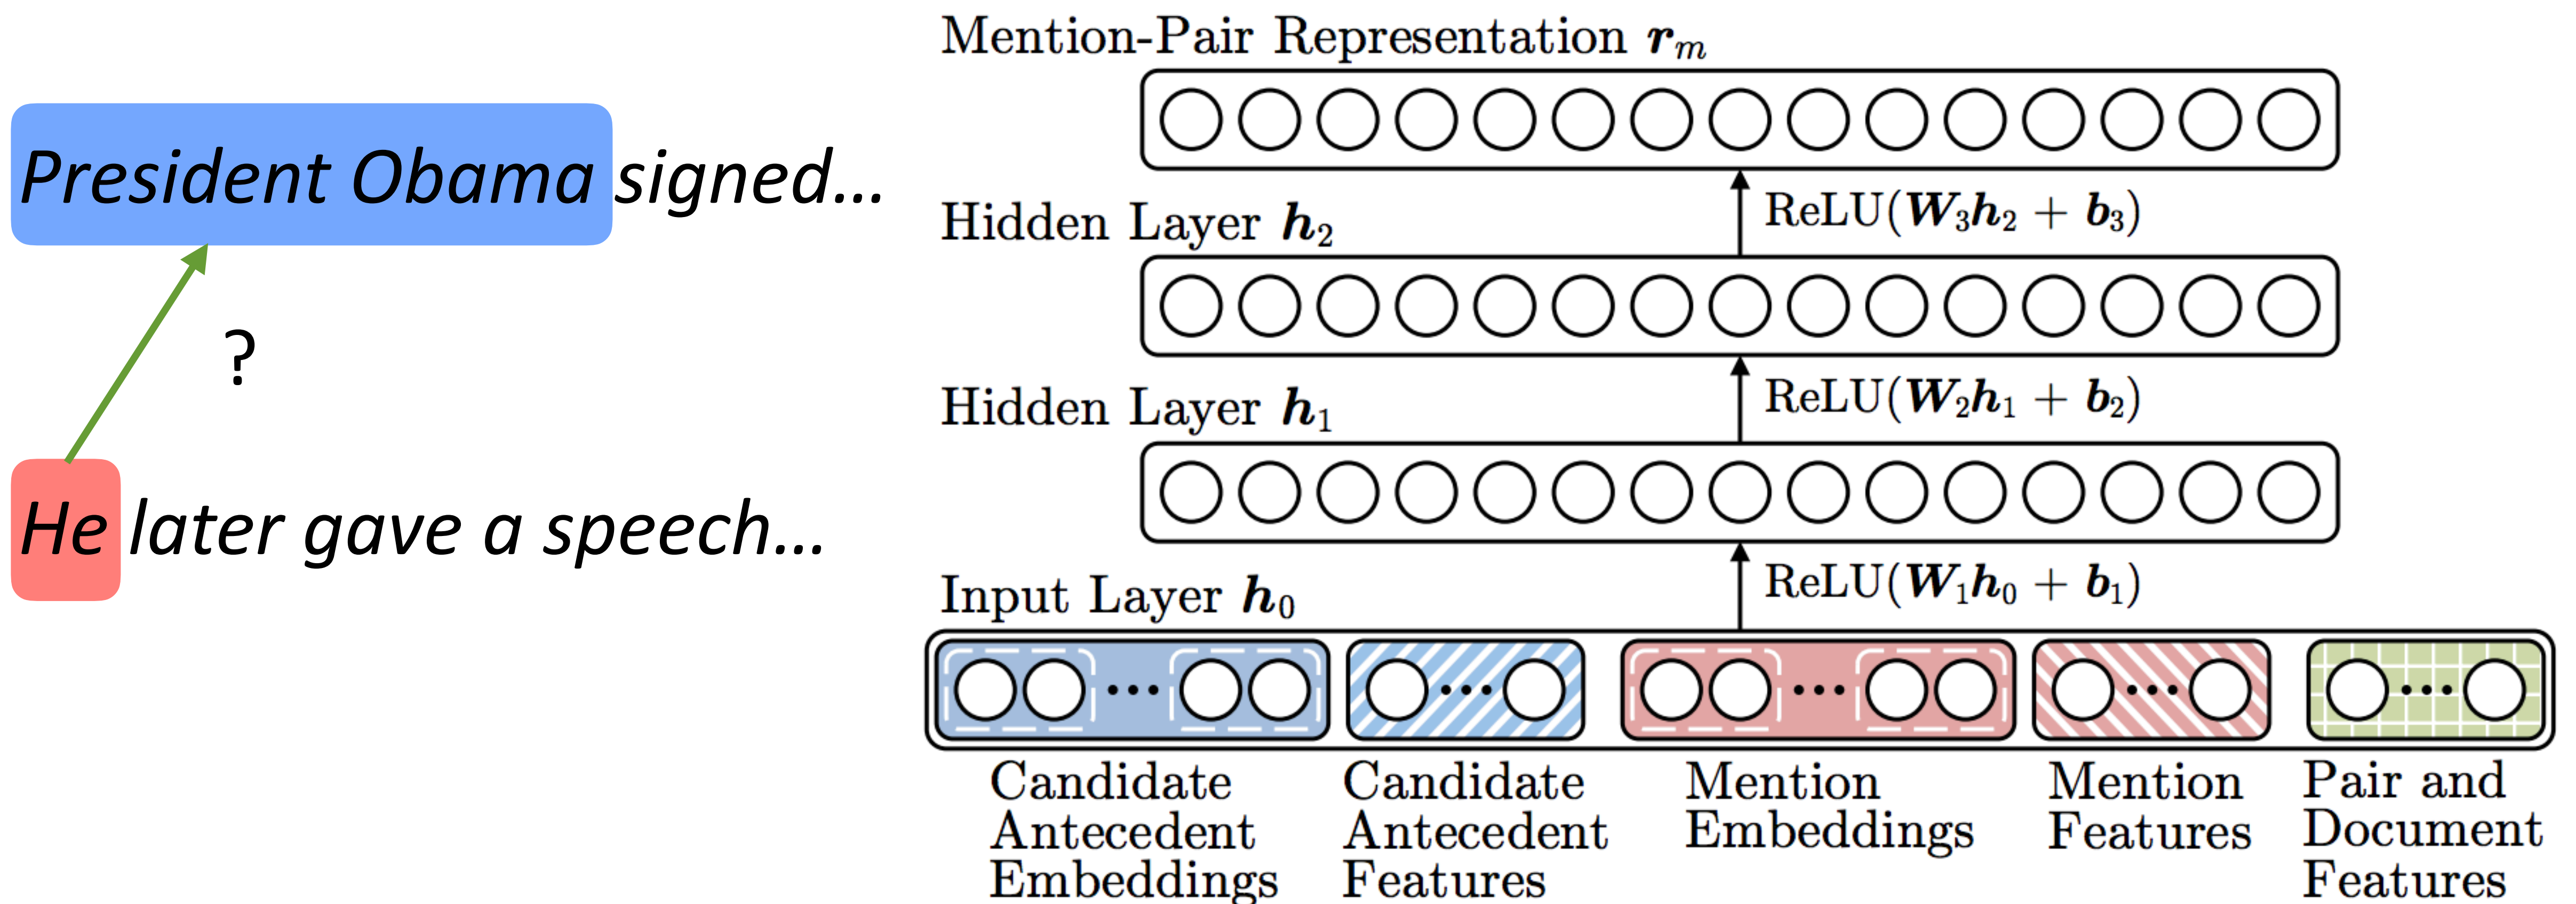 President Obama signed...
?
He later gave a speech...
Mention-Pair Representation r_m
ReLU(W_3h_2 + b_3)
Hidden Layer h_2
ReLU(W_2h_1 + b_2)
Hidden Layer h_1
ReLU(W_1h_0 + b_1)
Input Layer h_0
Candidate
Antecedent
Embeddings
Candidate
Antecedent
Features
Mention
Embeddings
Mention
Features
Pair and
Document
Features